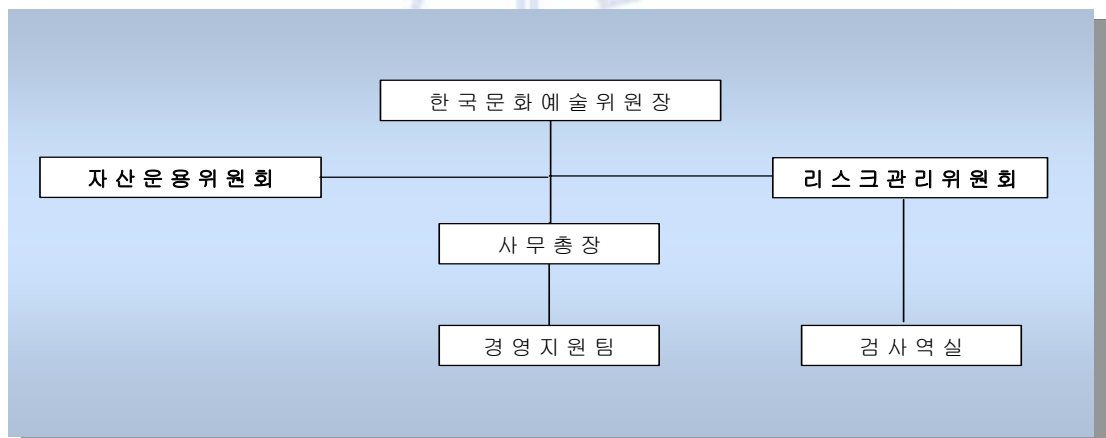 한국문화예술위원장
자산운용위원회
리스크관리위원회
사무총장
경영지원팀
검사역실